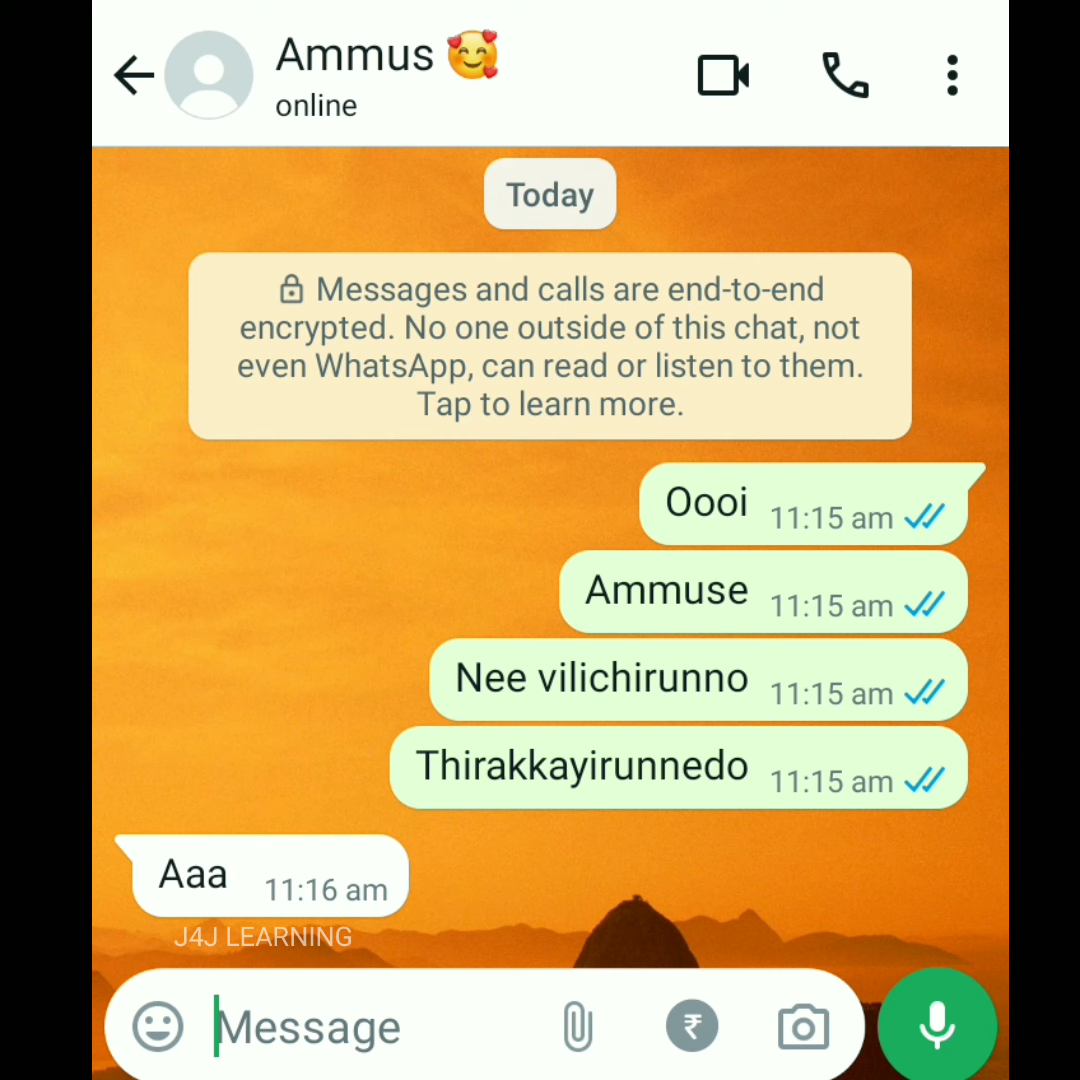 Ammus 🥰
online
Today
Messages and calls are end-to-end
encrypted. No one outside of this chat, not
even WhatsApp, can read or listen to them.
Tap to learn more.
Oooi 11:15 am
Ammuse 11:15 am
Nee vilichirunno 11:15 am
Thirakkayirunnedo 11:15 am
Aaa 11:16 am
J4J LEARNING
Message
₹